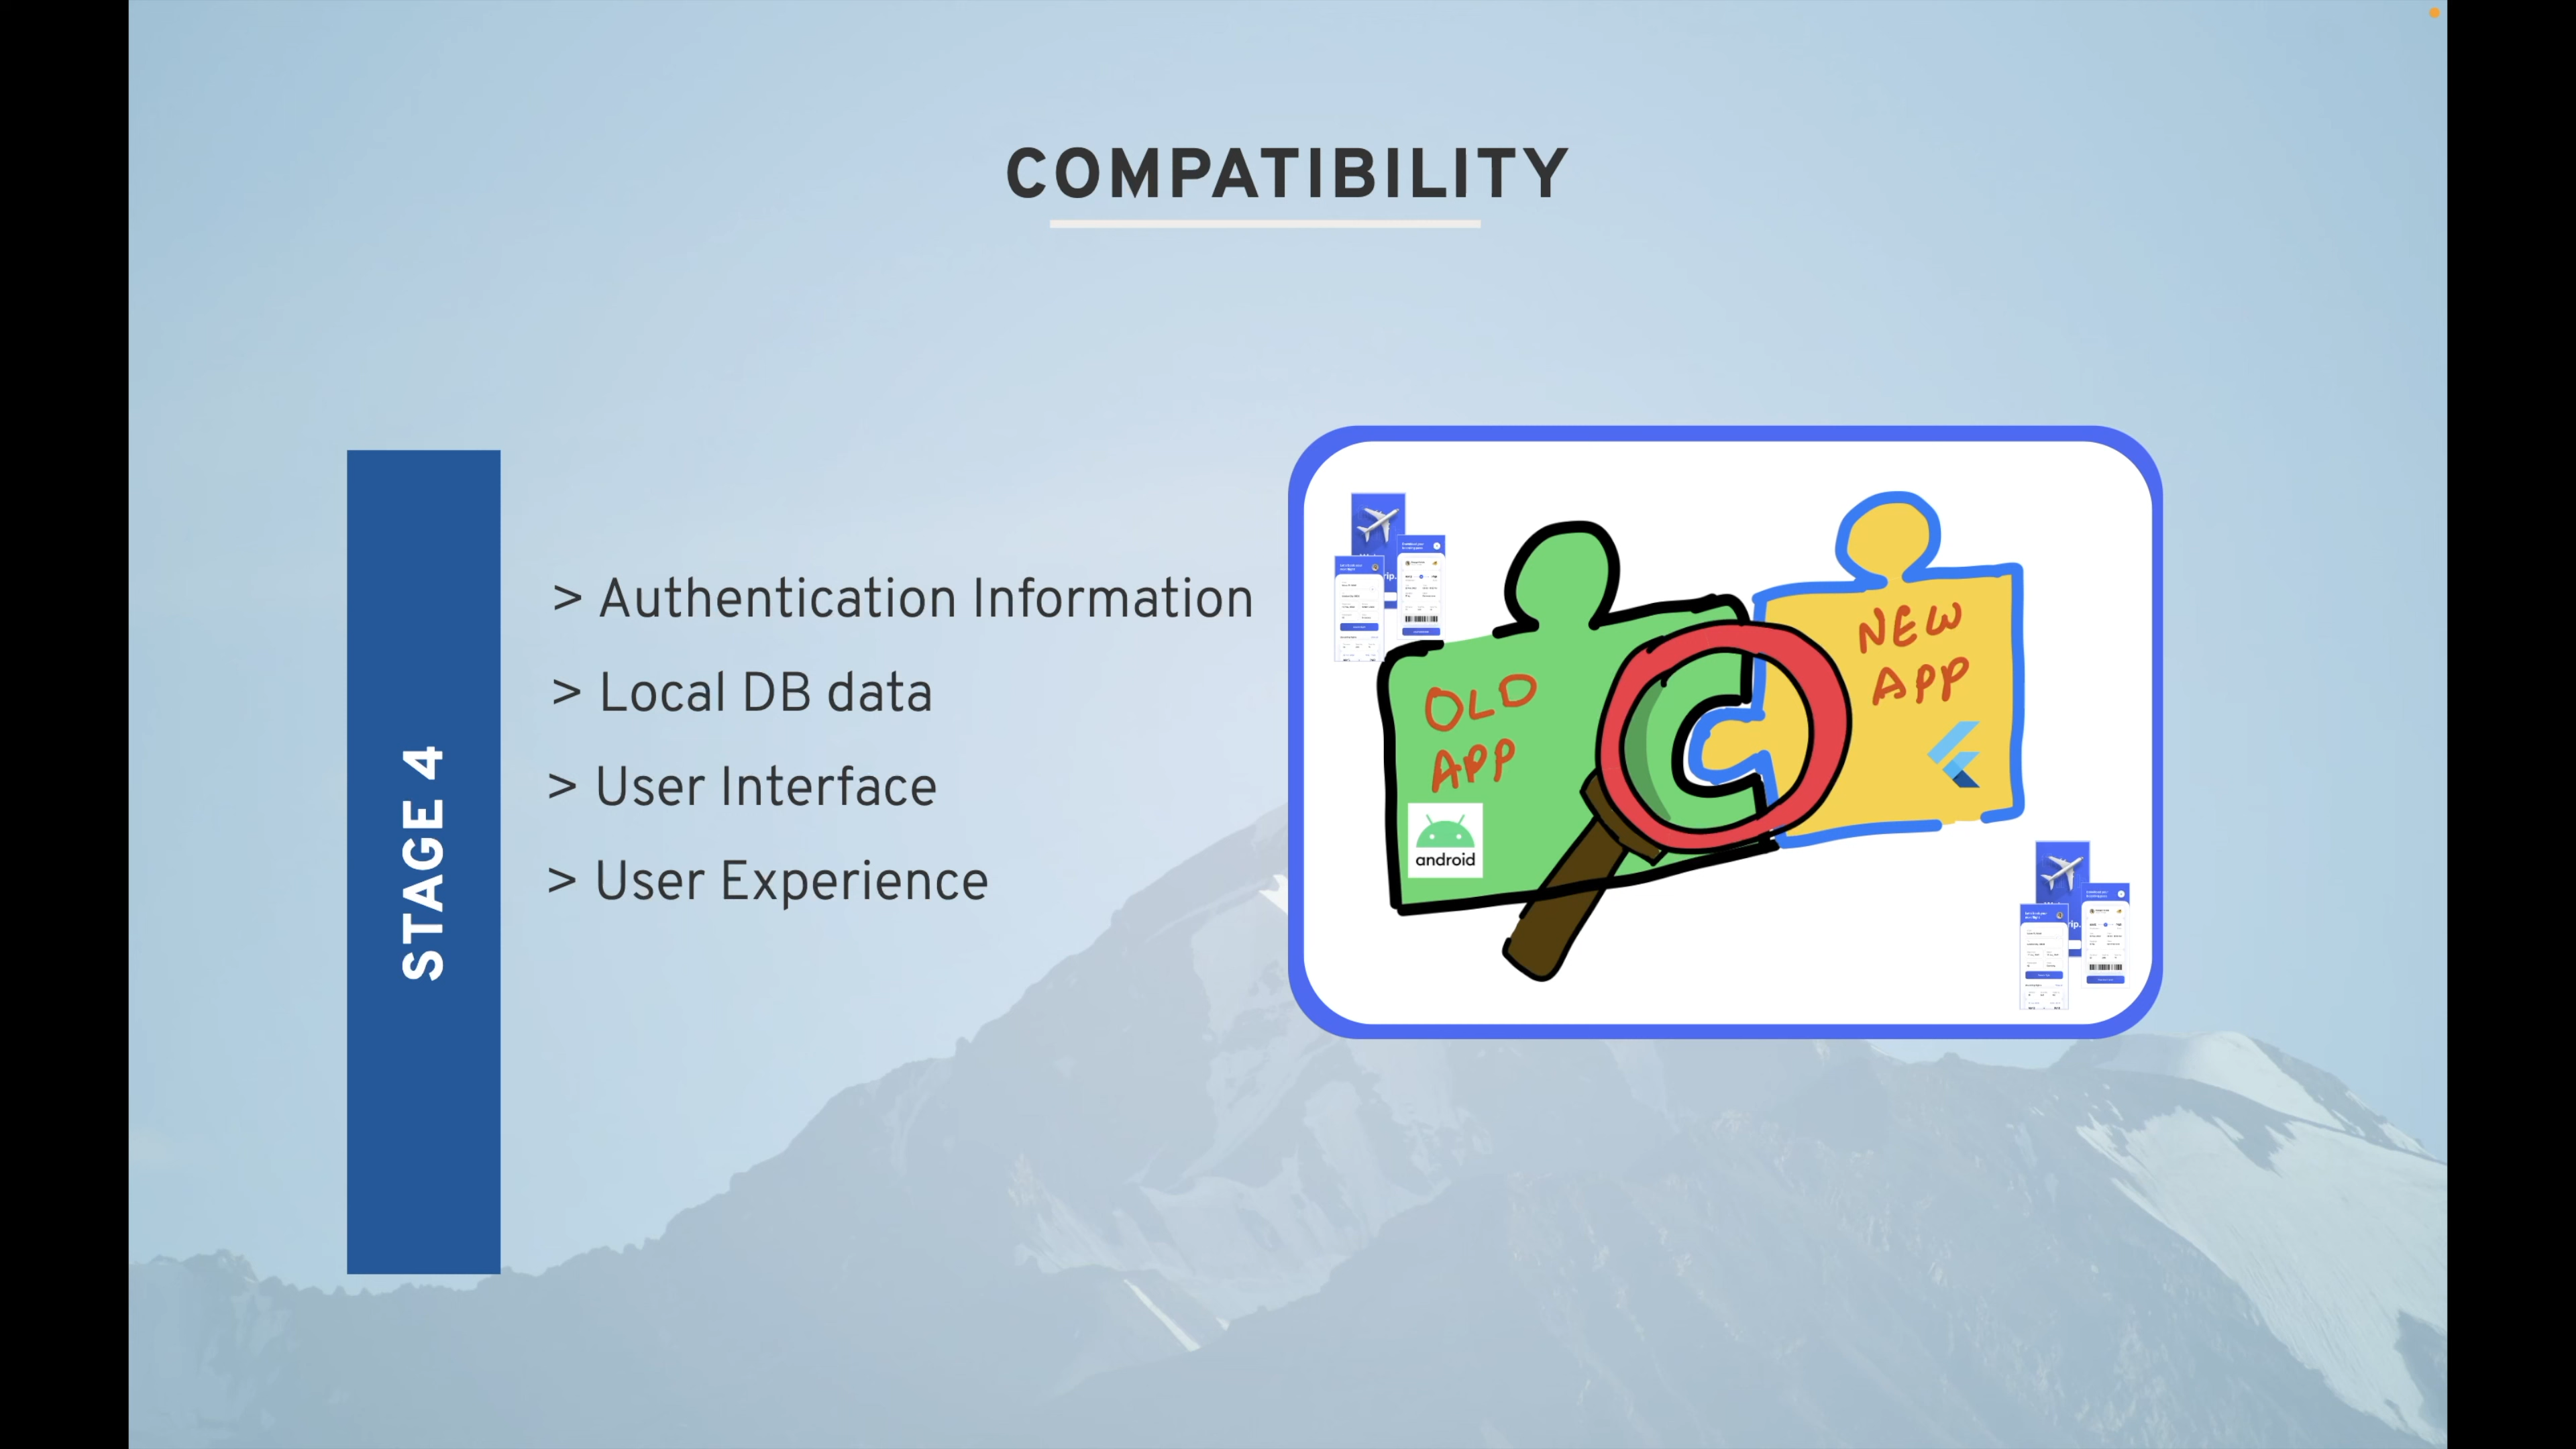 COMPATIBILITY
STAGE 4
> Authentication Information
> Local DB data
> User Interface
> User Experience
OLD
APP
android
NEW
APP